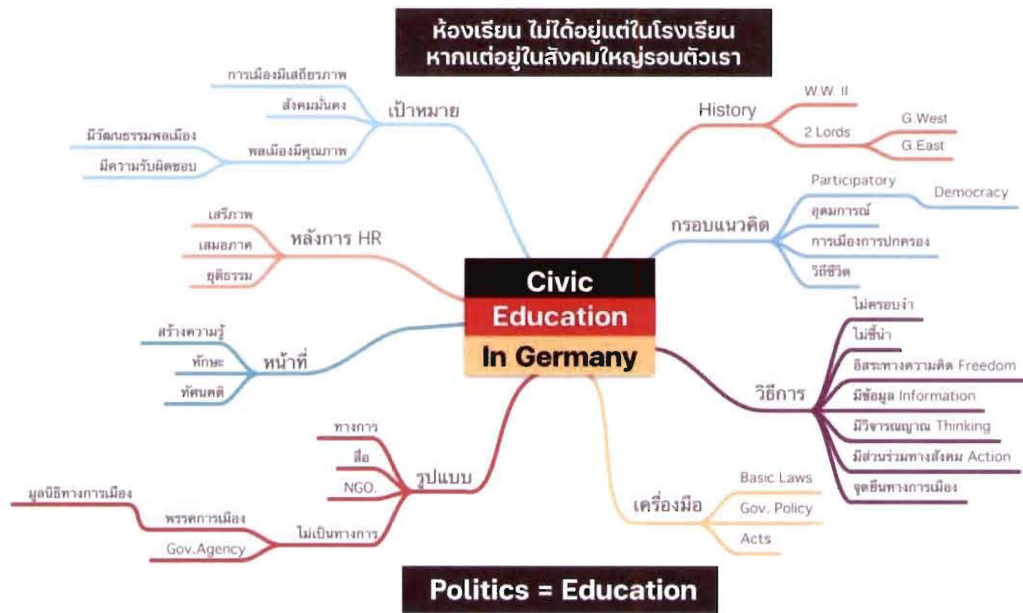 ห้องเรียน ไม่ได้อยู่แต่ในโรงเรียน
หากแต่อยู่ในสังคมใหญ่รอบตัวเรา
Civic
Education
In Germany
History
W.W. II
2 Lords
G.West
G.East
กรอบแนวคิด
Participatory
Democracy
อุดมการณ์
การเมืองการปกครอง
วิถีชีวิต
วิธีการ
ไม่ครอบงำ
ไม่ชี้นำ
อิสระทางความคิด Freedom
มีข้อมูล Information
มีวิจารณญาณ Thinking
มีส่วนร่วมทางสังคม Action
จุดยืนทางการเมือง
เครื่องมือ
Basic Laws
Gov. Policy
Acts
รูปแบบ
ทางการ
สื่อ
NGO.
ไม่เป็นทางการ
พรรคการเมือง
มูลนิธิทางการเมือง
Gov.Agency
หน้าที่
สร้างความรู้
ทักษะ
ทัศนคติ
หลังการ HR
เสรีภาพ
เสมอภาค
ยุติธรรม
เป้าหมาย
การเมืองมีเสถียรภาพ
สังคมมั่นคง
พลเมืองมีคุณภาพ
มีวัฒนธรรมพลเมือง
มีความรับผิดชอบ
Politics = Education